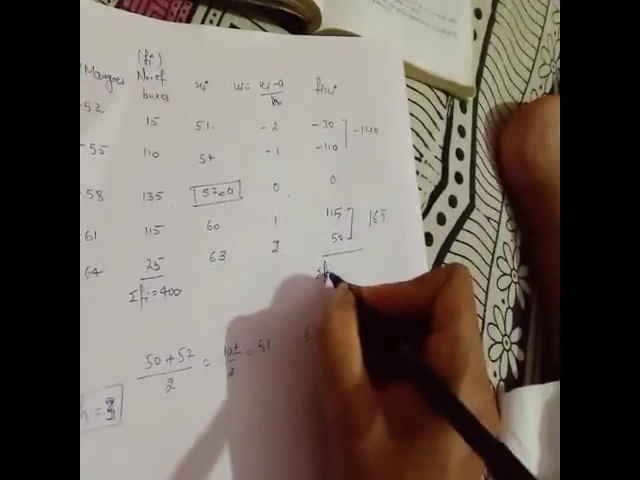 (fi)
Mangoes No. of boxes xi u = xi-a/h fiui
-52 15 51 -2 -30
-55 110 54 -1 -110 -140
-58 135 57=a 0 0
61 115 60 1 115
64 25 63 2 50 165
Σfi=400 Σfi
50+52/2 = 102/2 = 51
h = 3